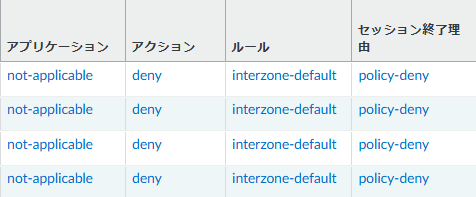 アプリケーション アクション ルール セッション終了理由
not-applicable deny interzone-default policy-deny
not-applicable deny interzone-default policy-deny
not-applicable deny interzone-default policy-deny
not-applicable deny interzone-default policy-deny